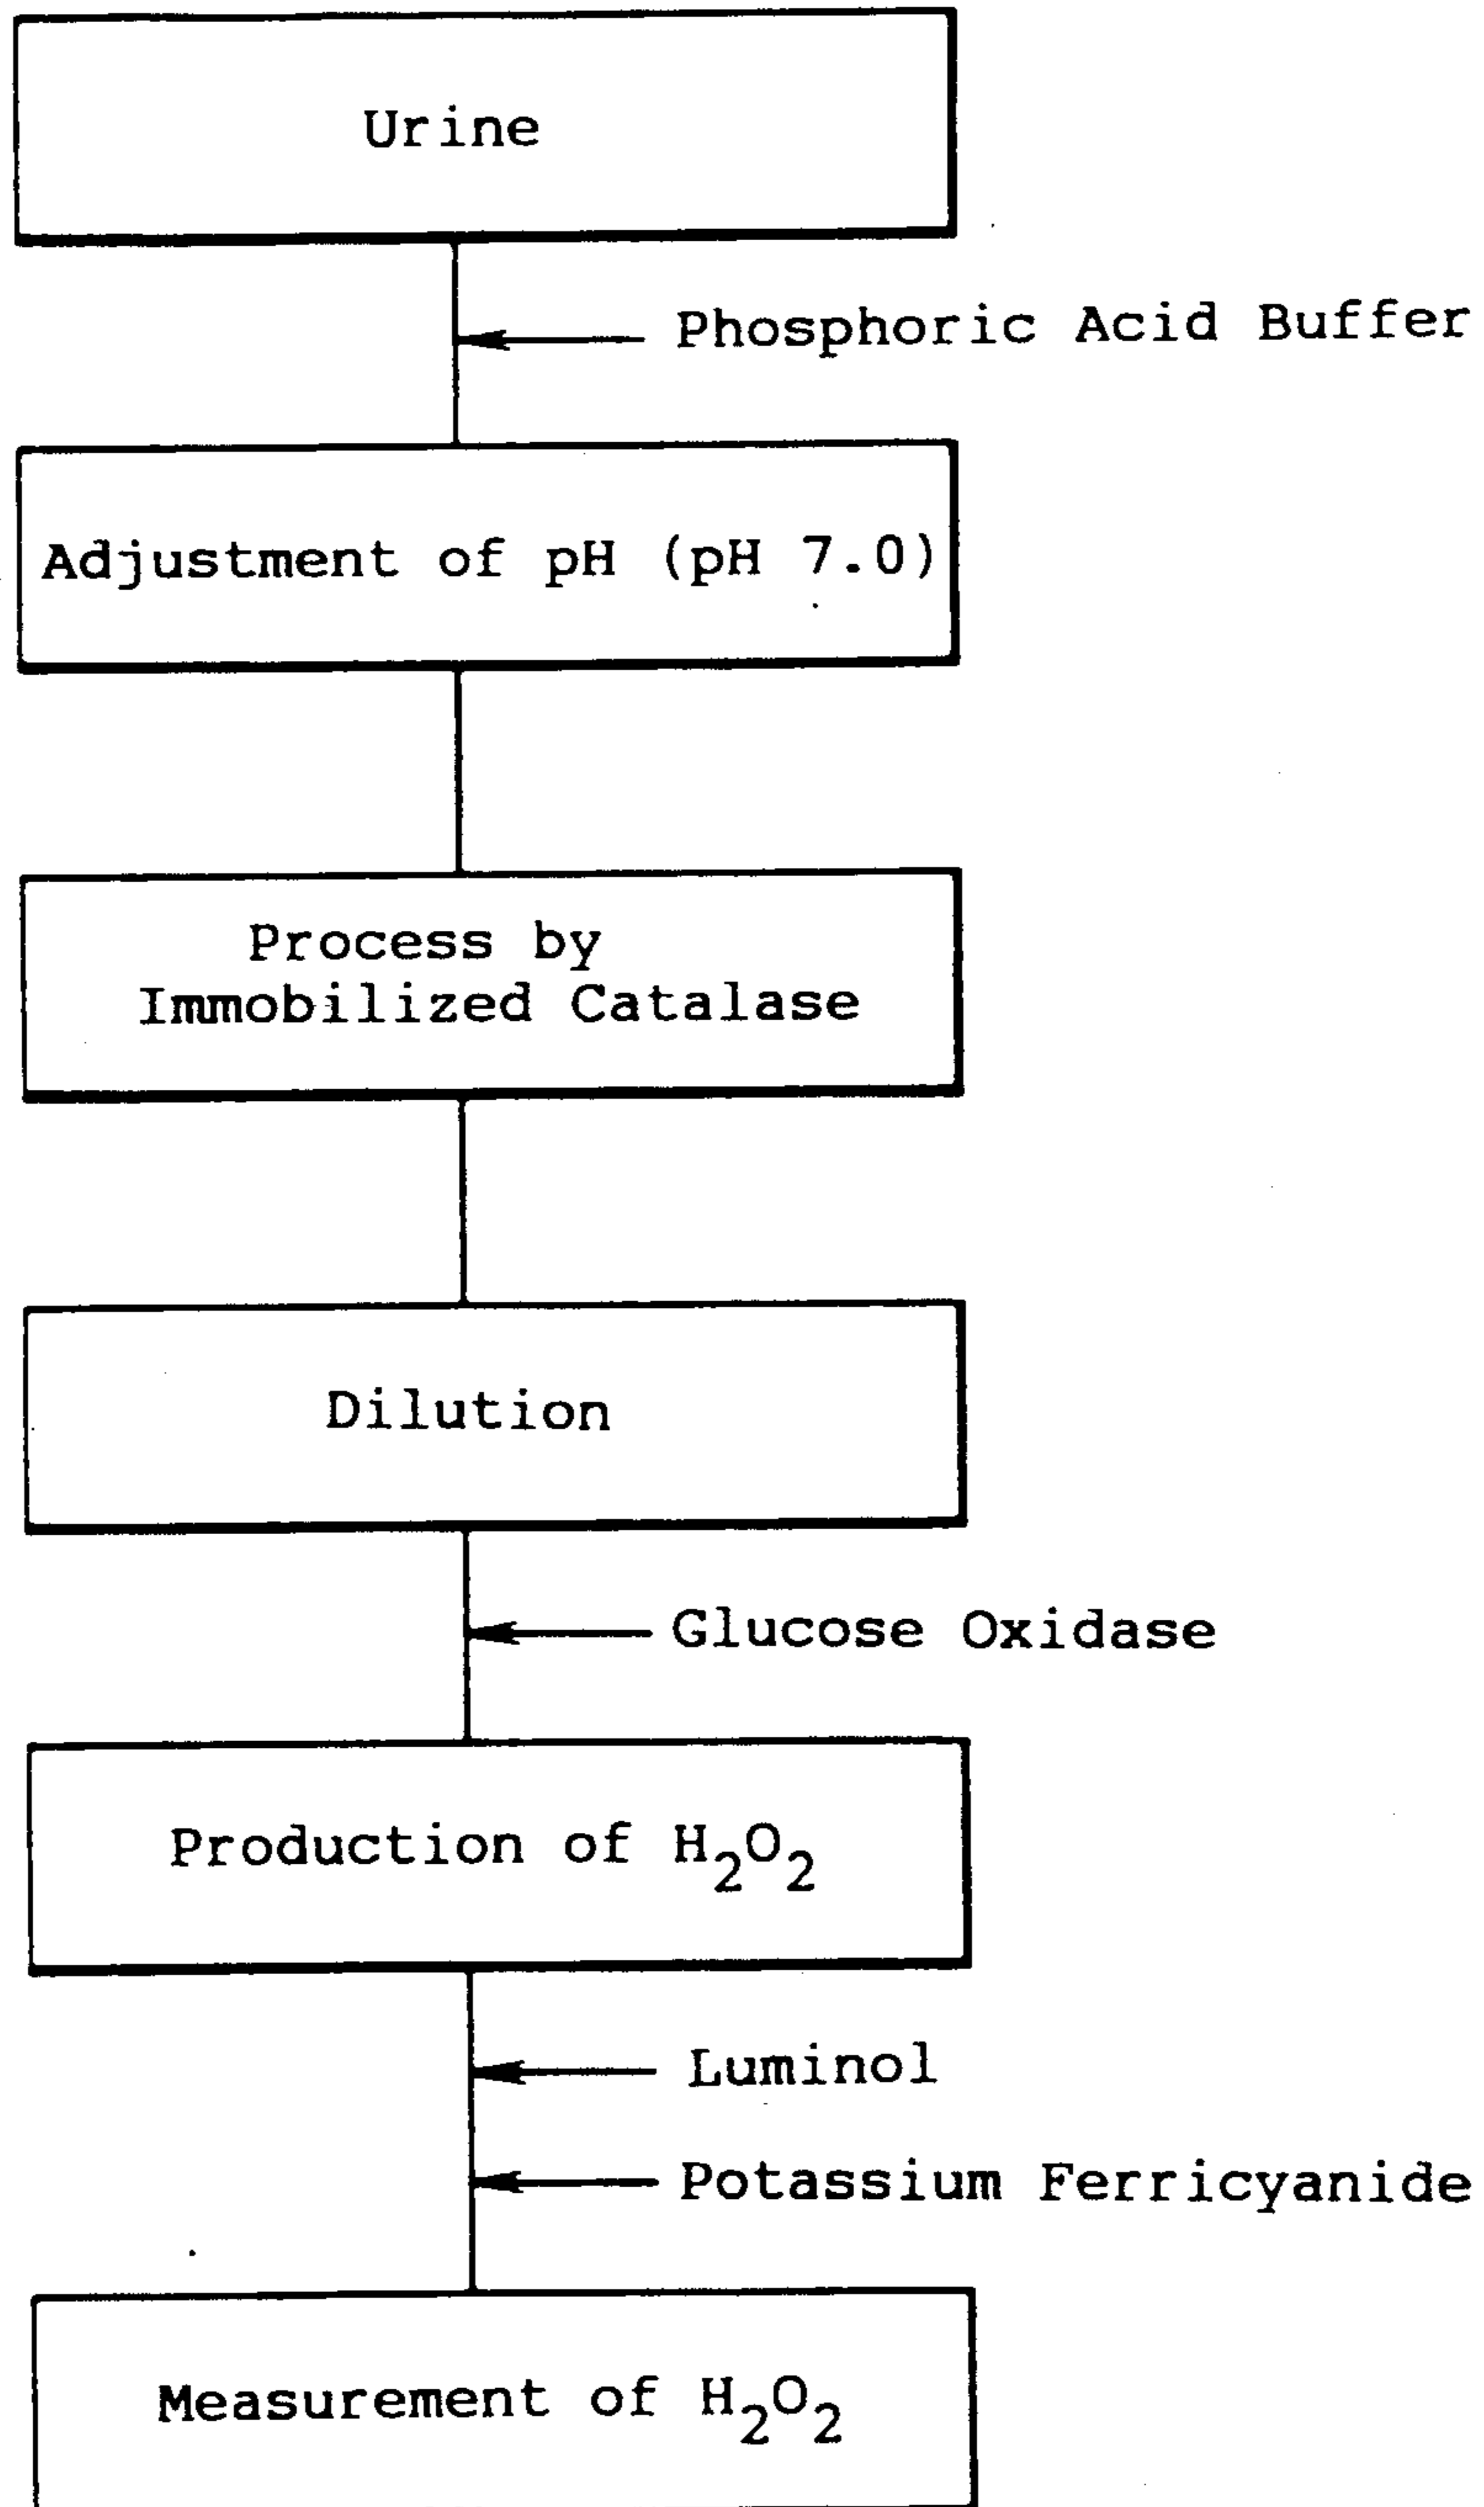 Urine
Phosphoric Acid Buffer
Adjustment of pH (pH 7.0)
Process by
Immobilized Catalase
Dilution
Glucose Oxidase
Production of H₂O₂
Luminol
Potassium Ferricyanide
Measurement of H₂O₂